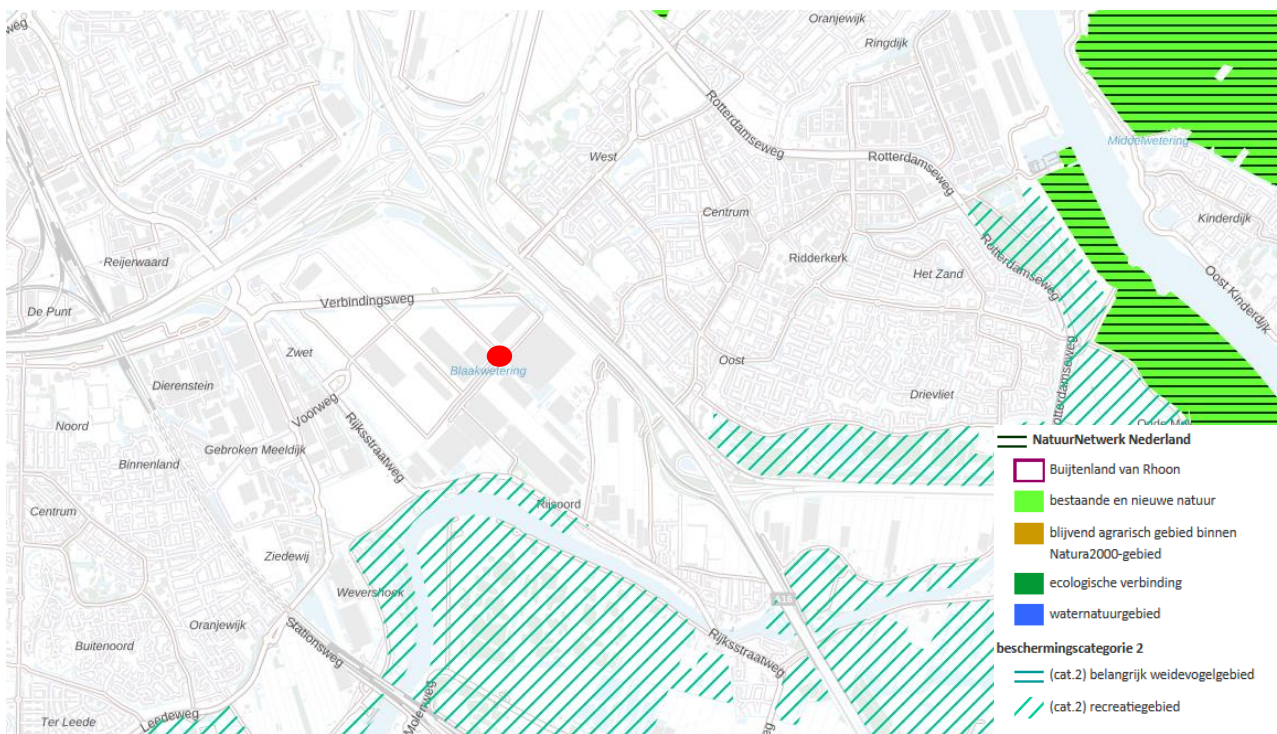 weg
Oranjewijk
Ringdijk
Rotterdamseweg
Middelwetering
West
Rotterdamseweg
Kinderdijk
Centrum
Rotterdamseweg
Ridderkerk
Reijerwaard
Het Zand
Oost Kinderdijk
De Punt
Verbindingsweg
Zwet
Blaakwetering
Oost
Dierenstein
Drievliet
Voorweg
Rijksstraatweg
Noord
Gebroken Meeldijk
Binnenland
Rijsoord
Centrum
Ziedewij
Wevershoek
Oranjewijk
Stationsweg
Rijksstraatweg
Buitenoord
Molenweg
Ter Leede
Leedeweg
NatuurNetwerk Nederland
Buijtenland van Rhoon
bestaande en nieuwe natuur
blijvend agrarisch gebied binnen
Natura2000-gebied
ecologische verbinding
waternatuurgebied
beschermingscategorie 2
(cat.2) belangrijk weidevogelgebied
(cat.2) recreatiegebied